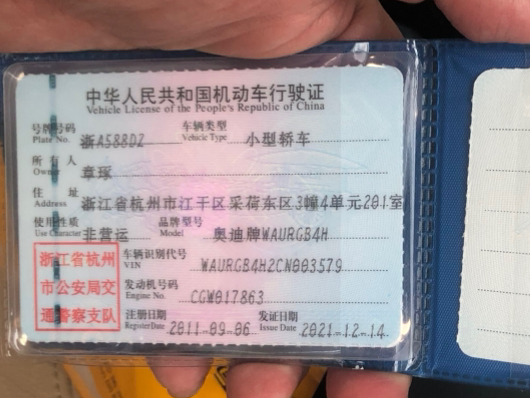 中华人民共和国机动车行驶证
Vehicle License of the People's Republic of China
号牌号码 浙A588DZ 车辆类型 小型轿车
Plate No. Vehicle Type
所有人 章琢
Owner
住址 浙江省杭州市江干区采荷东区3幢4单元201室
Address
使用性质 非营运 品牌型号 奥迪牌WAURGB4H
Use Character Model
浙江省杭州
市公安局交
通警察支队
车辆识别代号
VIN WAURGB4H2CN003579
发动机号码
Engine No. CGW017863
注册日期 2011-09-06 发证日期 2021-12-14
Register Date Issue Date